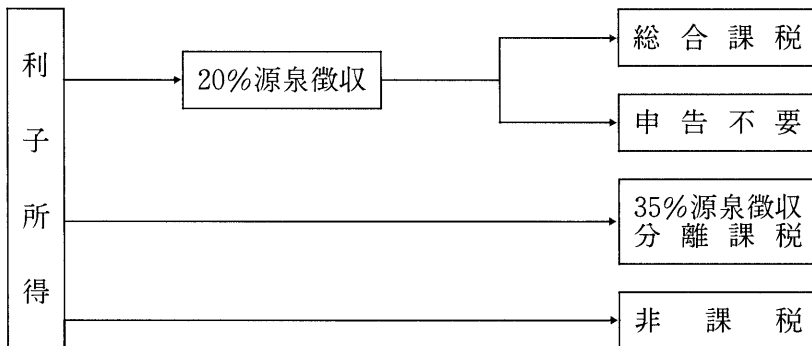 利子所得
20%源泉徴収
総合課税
申告不要
35%源泉徴収
分離課税
非課税